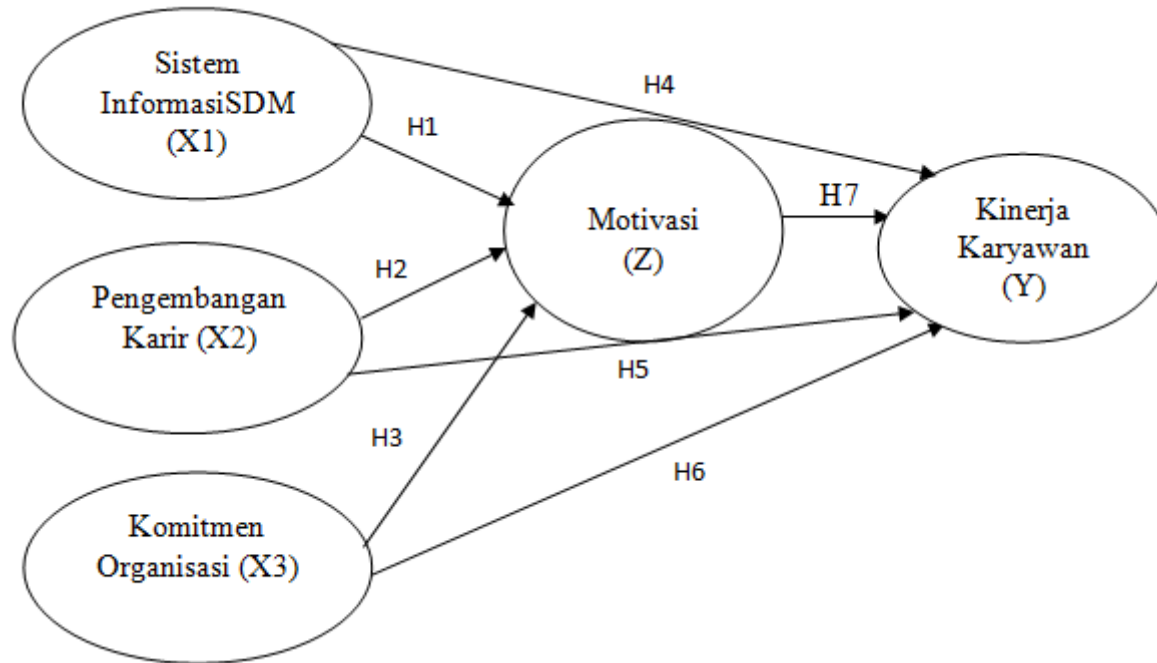 Sistem
InformasiSDM
(X1)
H4
H1
Motivasi
(Z)
H7
Kinerja
Karyawan
(Y)
H2
Pengembangan
Karir (X2)
H5
H3
H6
Komitmen
Organisasi (X3)